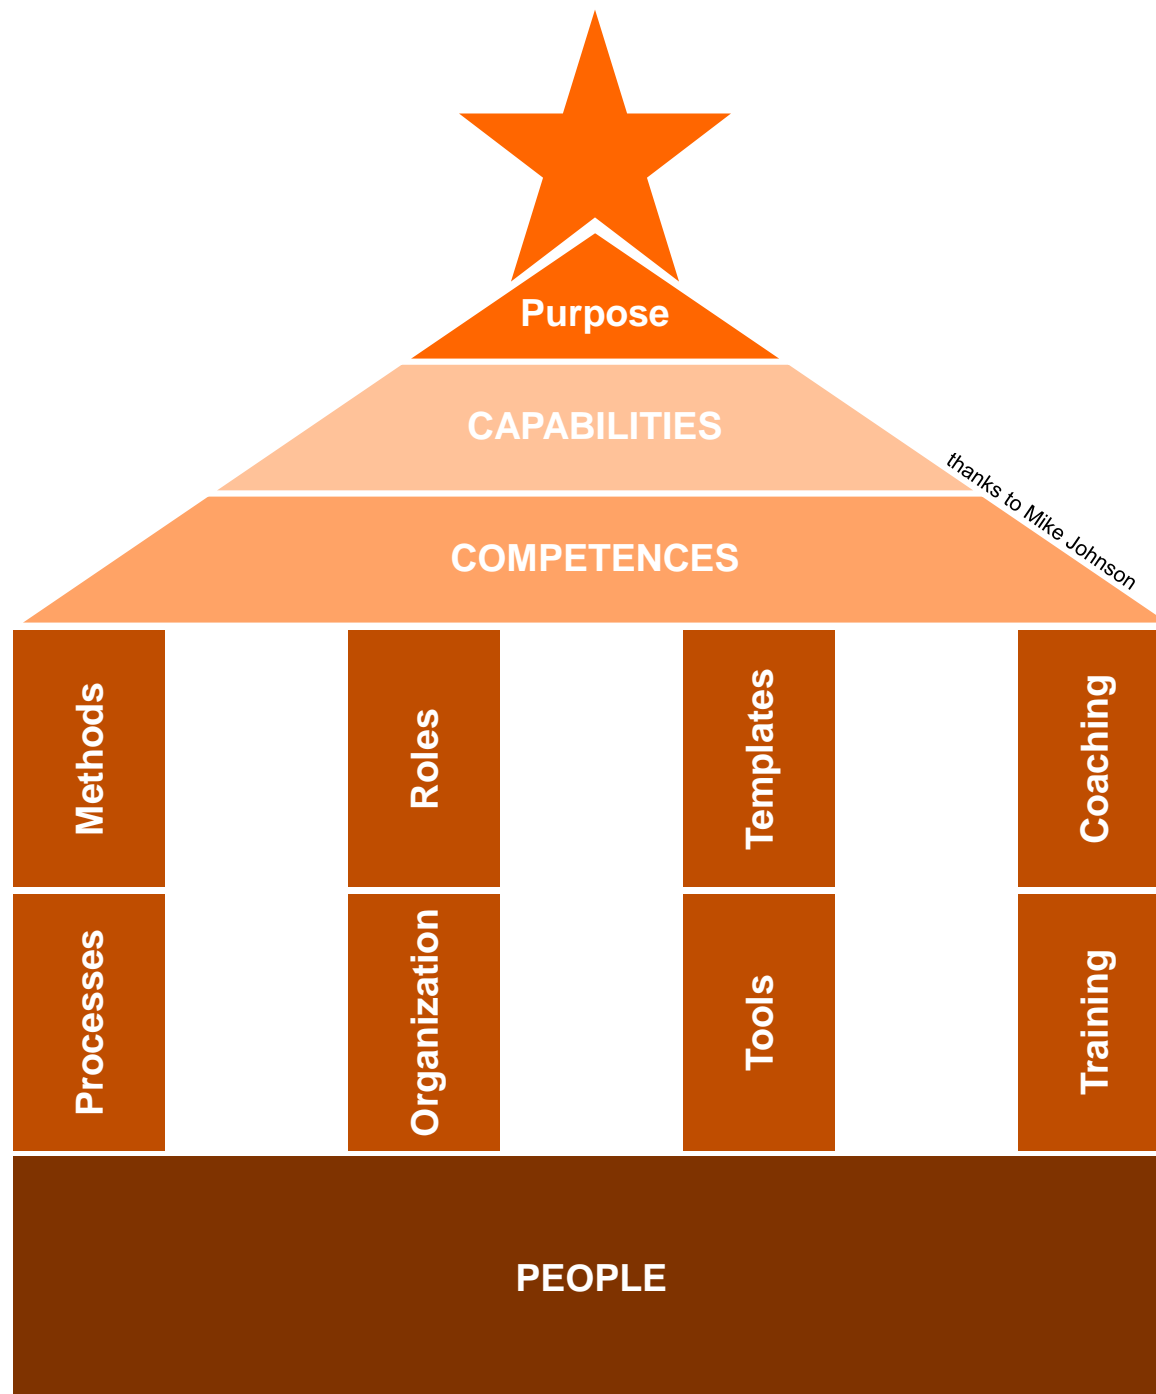 Purpose
CAPABILITIES
thanks to Mike Johnson
COMPETENCES
Methods
Roles
Templates
Coaching
Processes
Organization
Tools
Training
PEOPLE